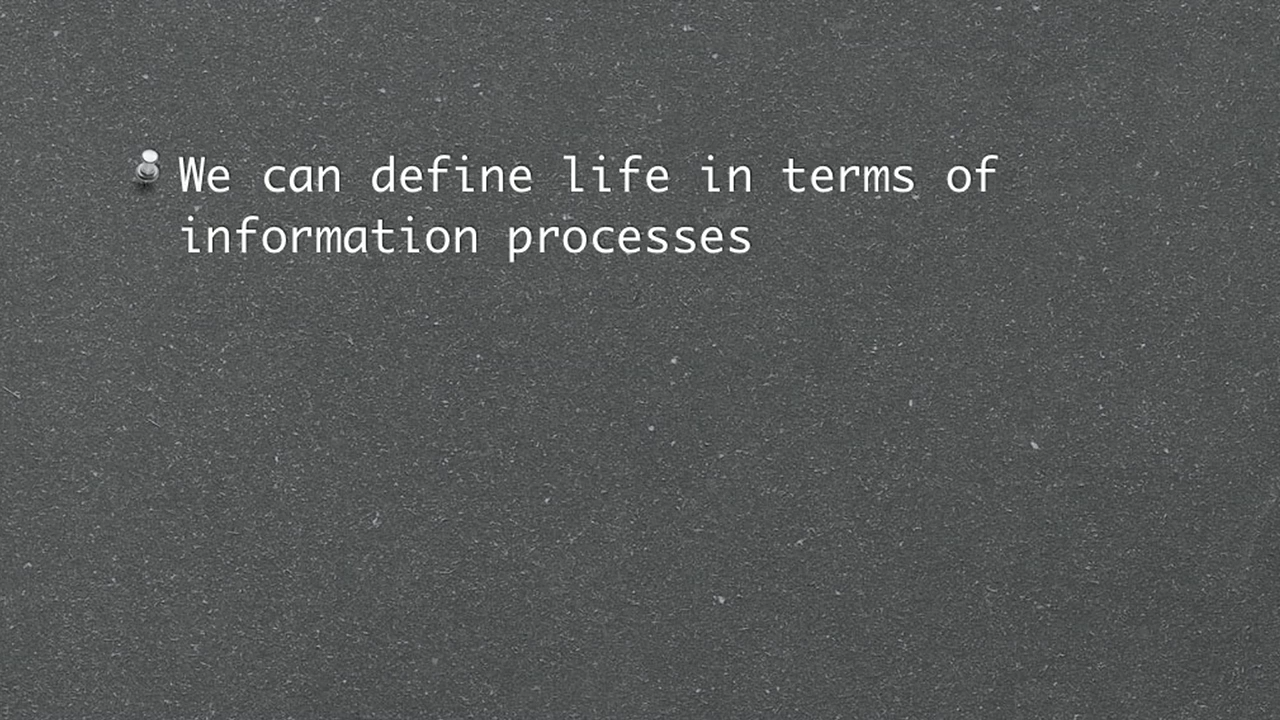 We can define life in terms of
information processes